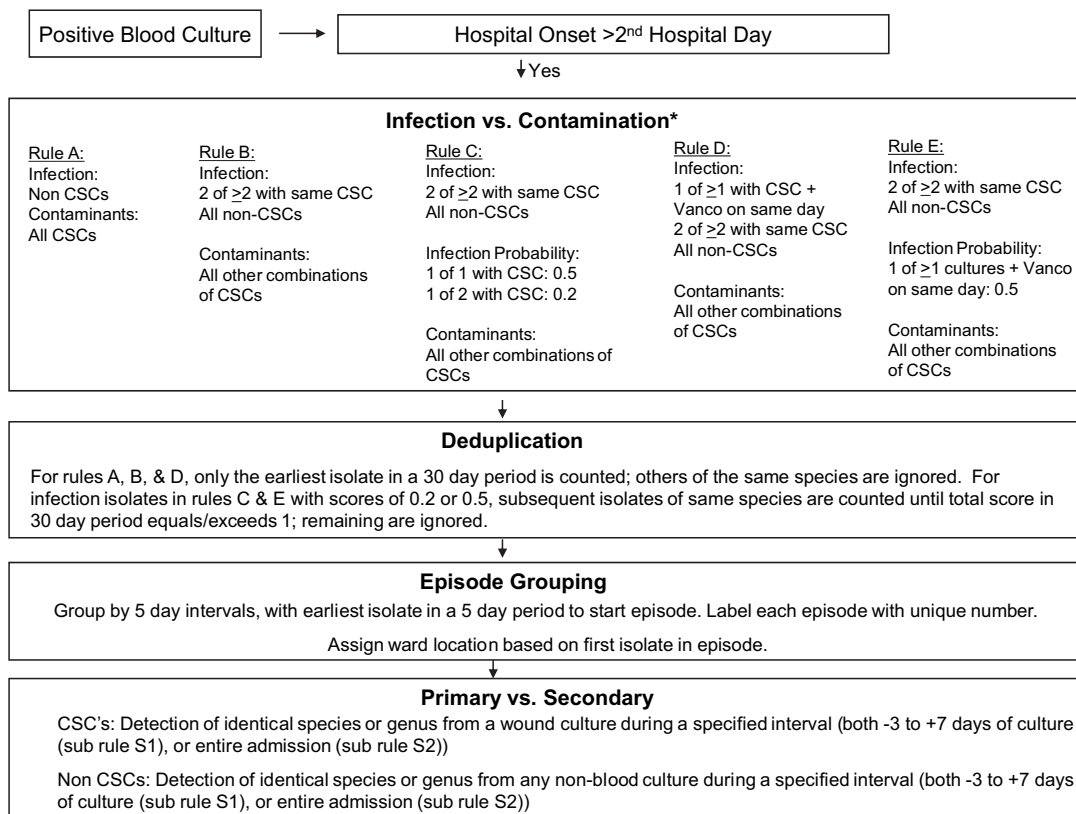 Positive Blood Culture
Hospital Onset >2nd Hospital Day
Yes
Infection vs. Contamination*
Rule A:
Infection:
Non CSCs
Contaminants:
All CSCs
Rule B:
Infection:
2 of ≥2 with same CSC
All non-CSCs
Contaminants:
All other combinations
of CSCs
Rule C:
Infection:
2 of ≥2 with same CSC
All non-CSCs
Infection Probability:
1 of 1 with CSC: 0.5
1 of 2 with CSC: 0.2
Contaminants:
All other combinations of
CSCs
Rule D:
Infection:
1 of ≥1 with CSC +
Vanco on same day
2 of ≥2 with same CSC
All non-CSCs
Contaminants:
All other combinations
of CSCs
Rule E:
Infection:
2 of ≥2 with same CSC
All non-CSCs
Infection Probability:
1 of ≥1 cultures + Vanco
on same day: 0.5
Contaminants:
All other combinations
of CSCs
Deduplication
For rules A, B, & D, only the earliest isolate in a 30 day period is counted; others of the same species are ignored. For
infection isolates in rules C & E with scores of 0.2 or 0.5, subsequent isolates of same species are counted until total score in
30 day period equals/exceeds 1; remaining are ignored.
Episode Grouping
Group by 5 day intervals, with earliest isolate in a 5 day period to start episode. Label each episode with unique number.
Assign ward location based on first isolate in episode.
Primary vs. Secondary
CSC's: Detection of identical species or genus from a wound culture during a specified interval (both -3 to +7 days of culture
(sub rule S1), or entire admission (sub rule S2))
Non CSCs: Detection of identical species or genus from any non-blood culture during a specified interval (both -3 to +7 days
of culture (sub rule S1), or entire admission (sub rule S2))